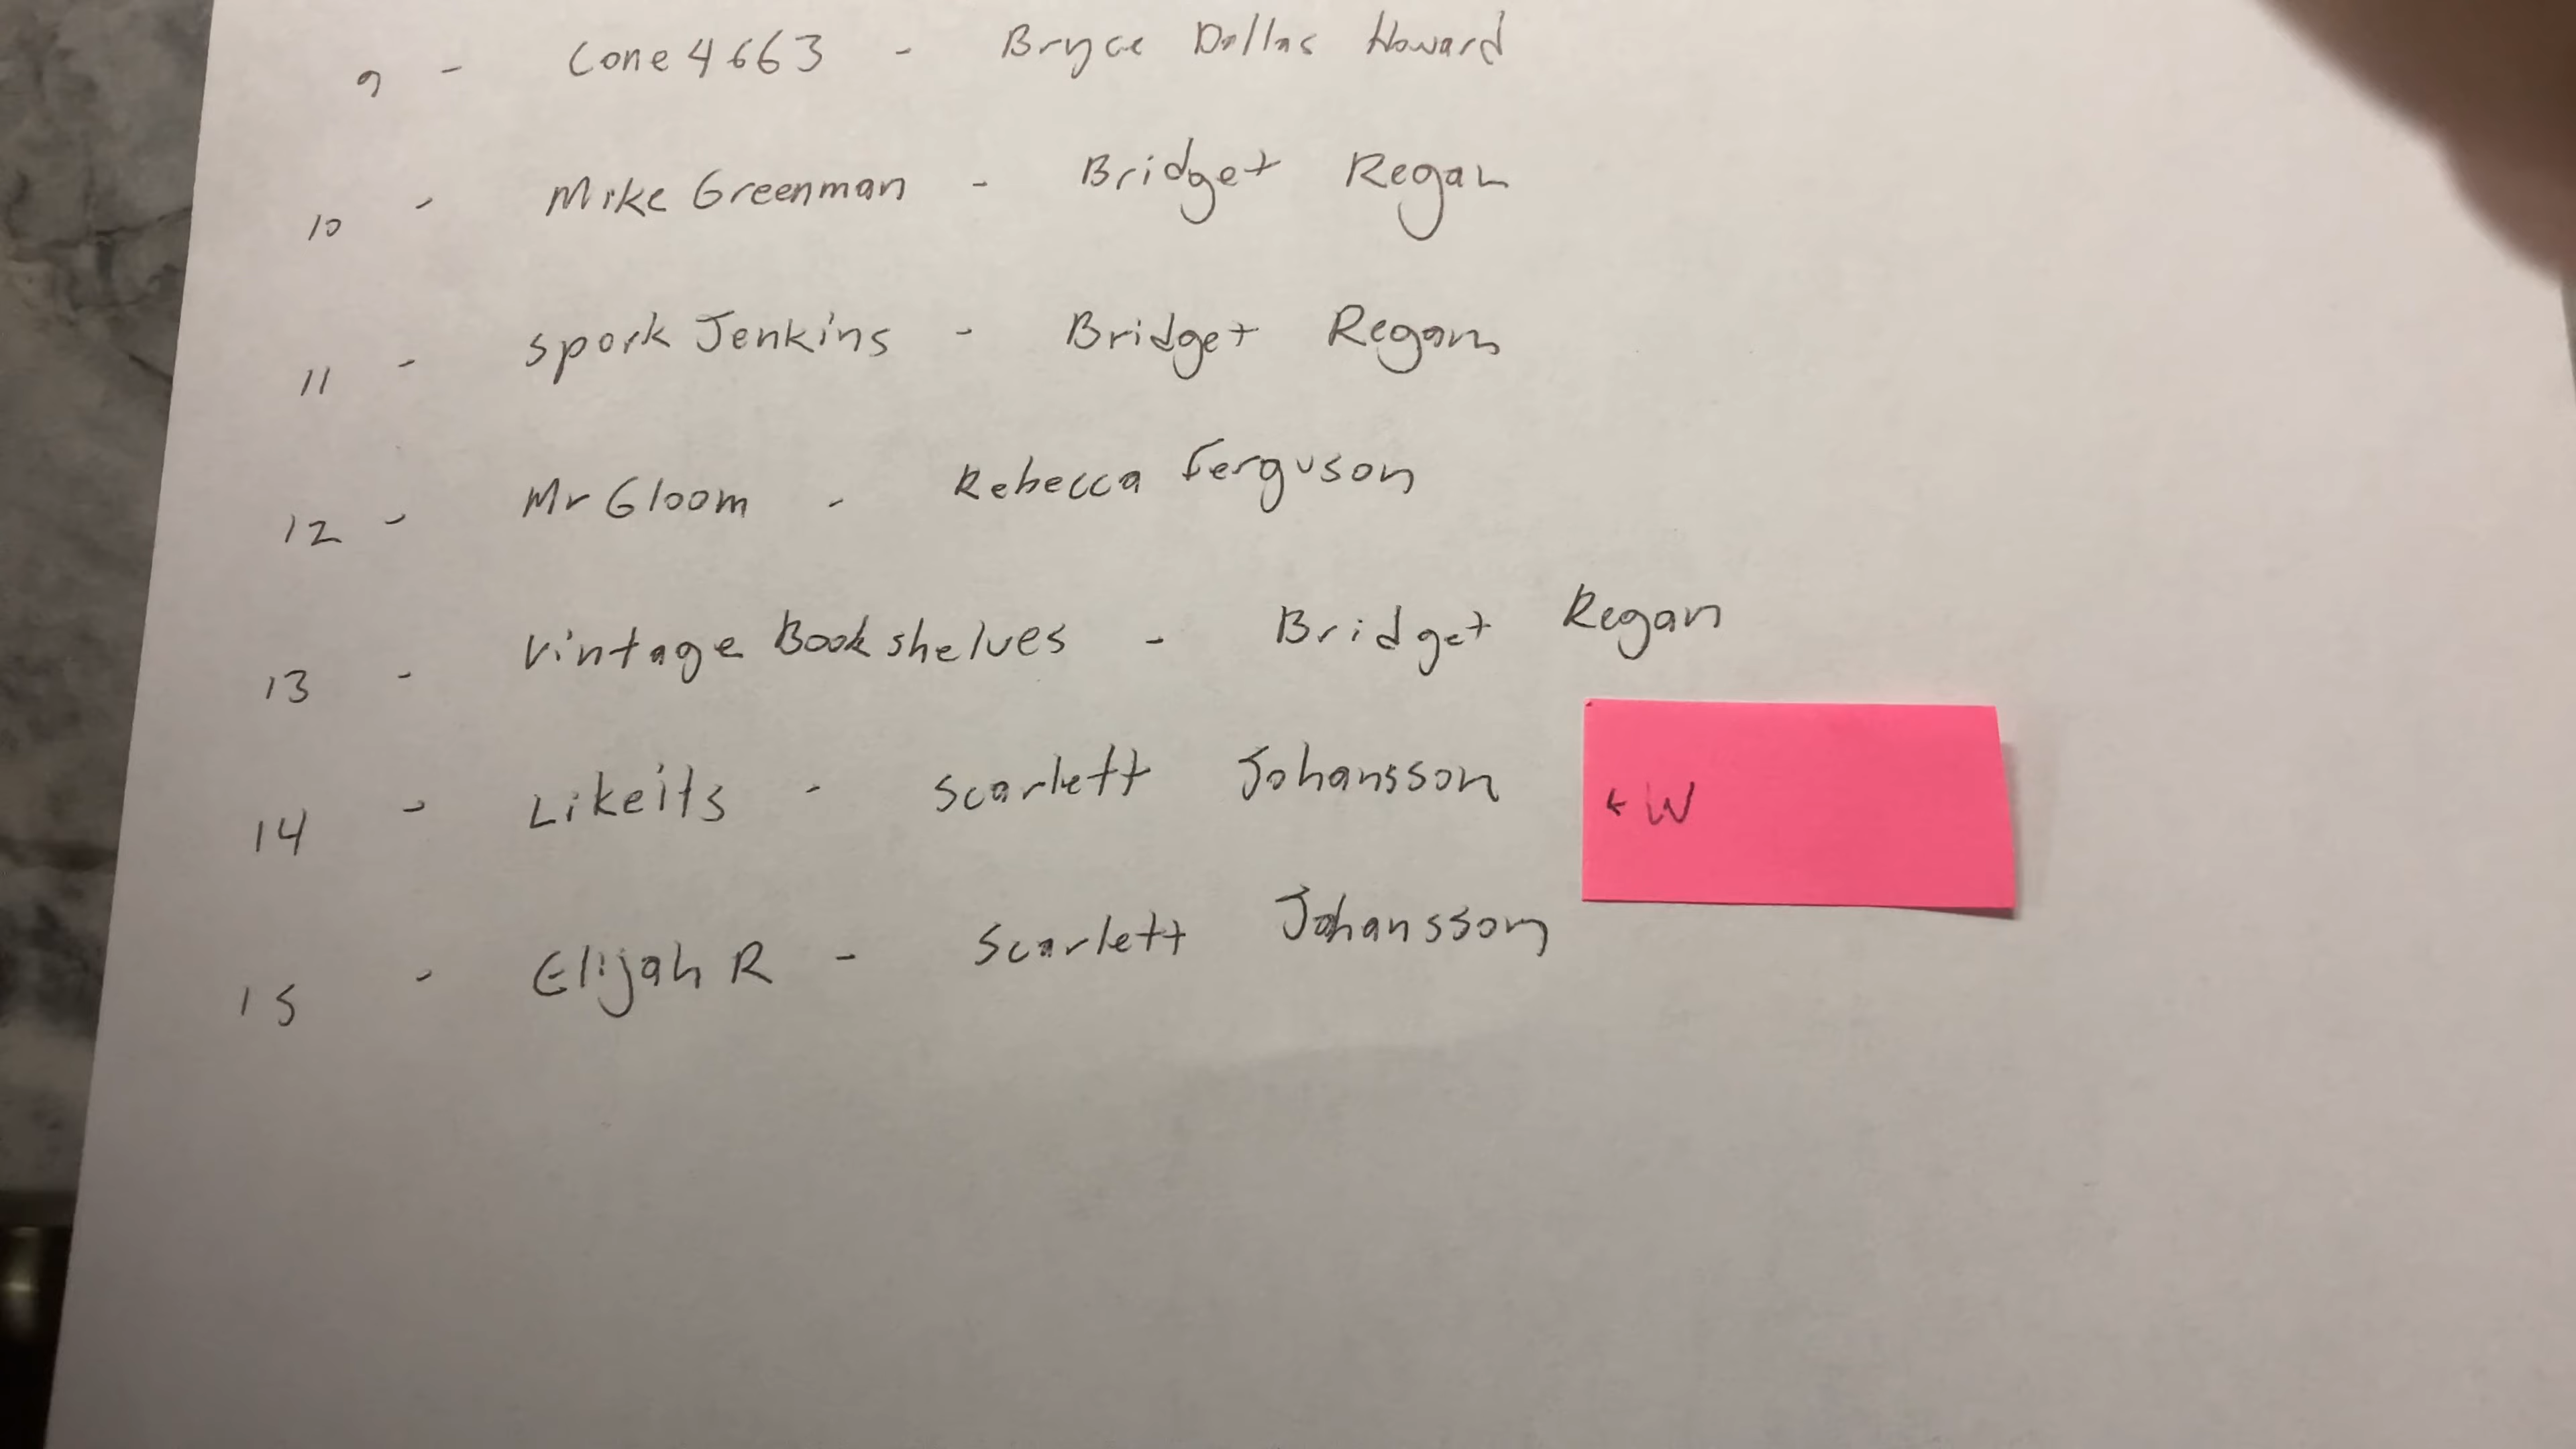 9 - Cone4663 - Bryce Dallas Howard
10 - Mike Greenman - Bridget Regan
11 - Spork Jenkins - Bridget Regan
12 - Mr Gloom - Rebecca Ferguson
13 - Vintage Bookshelves - Bridget Regan
14 - Likeits - Scarlett Johansson
W
15 - Elijah R - Scarlett Johansson